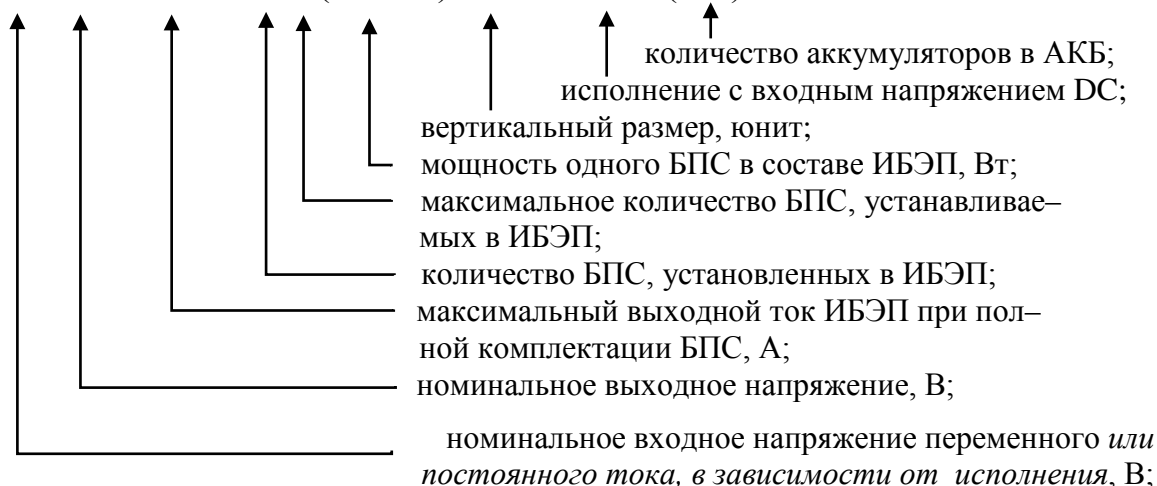 количество аккумуляторов в АКБ;
исполнение с входным напряжением DC;
вертикальный размер, юнит;
мощность одного БПС в составе ИБЭП, Вт;
максимальное количество БПС, устанавливае–
мых в ИБЭП;
количество БПС, установленных в ИБЭП;
максимальный выходной ток ИБЭП при пол–
ной комплектации БПС, А;
номинальное выходное напряжение, В;
номинальное входное напряжение переменного или
постоянного тока, в зависимости от исполнения, В;